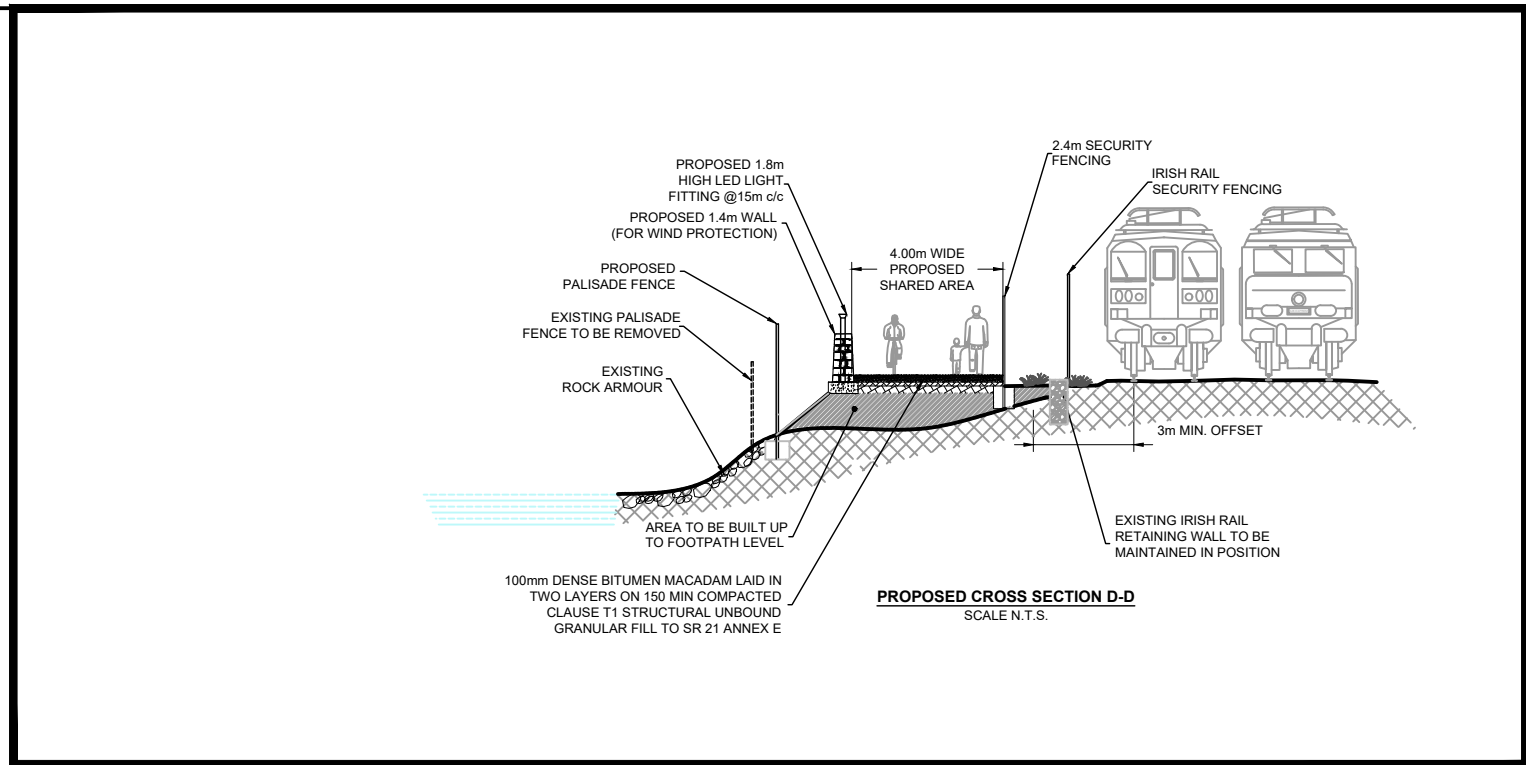 PROPOSED 1.8m
HIGH LED LIGHT
FITTING @15m c/c
PROPOSED 1.4m WALL
(FOR WIND PROTECTION)
PROPOSED
PALISADE FENCE
EXISTING PALISADE
FENCE TO BE REMOVED
EXISTING
ROCK ARMOUR
4.00m WIDE
PROPOSED
SHARED AREA
2.4m SECURITY
FENCING
IRISH RAIL
SECURITY FENCING
3m MIN. OFFSET
AREA TO BE BUILT UP
TO FOOTPATH LEVEL
EXISTING IRISH RAIL
RETAINING WALL TO BE
MAINTAINED IN POSITION
100mm DENSE BITUMEN MACADAM LAID IN
TWO LAYERS ON 150 MIN COMPACTED
CLAUSE T1 STRUCTURAL UNBOUND
GRANULAR FILL TO SR 21 ANNEX E
PROPOSED CROSS SECTION D-D
SCALE N.T.S.